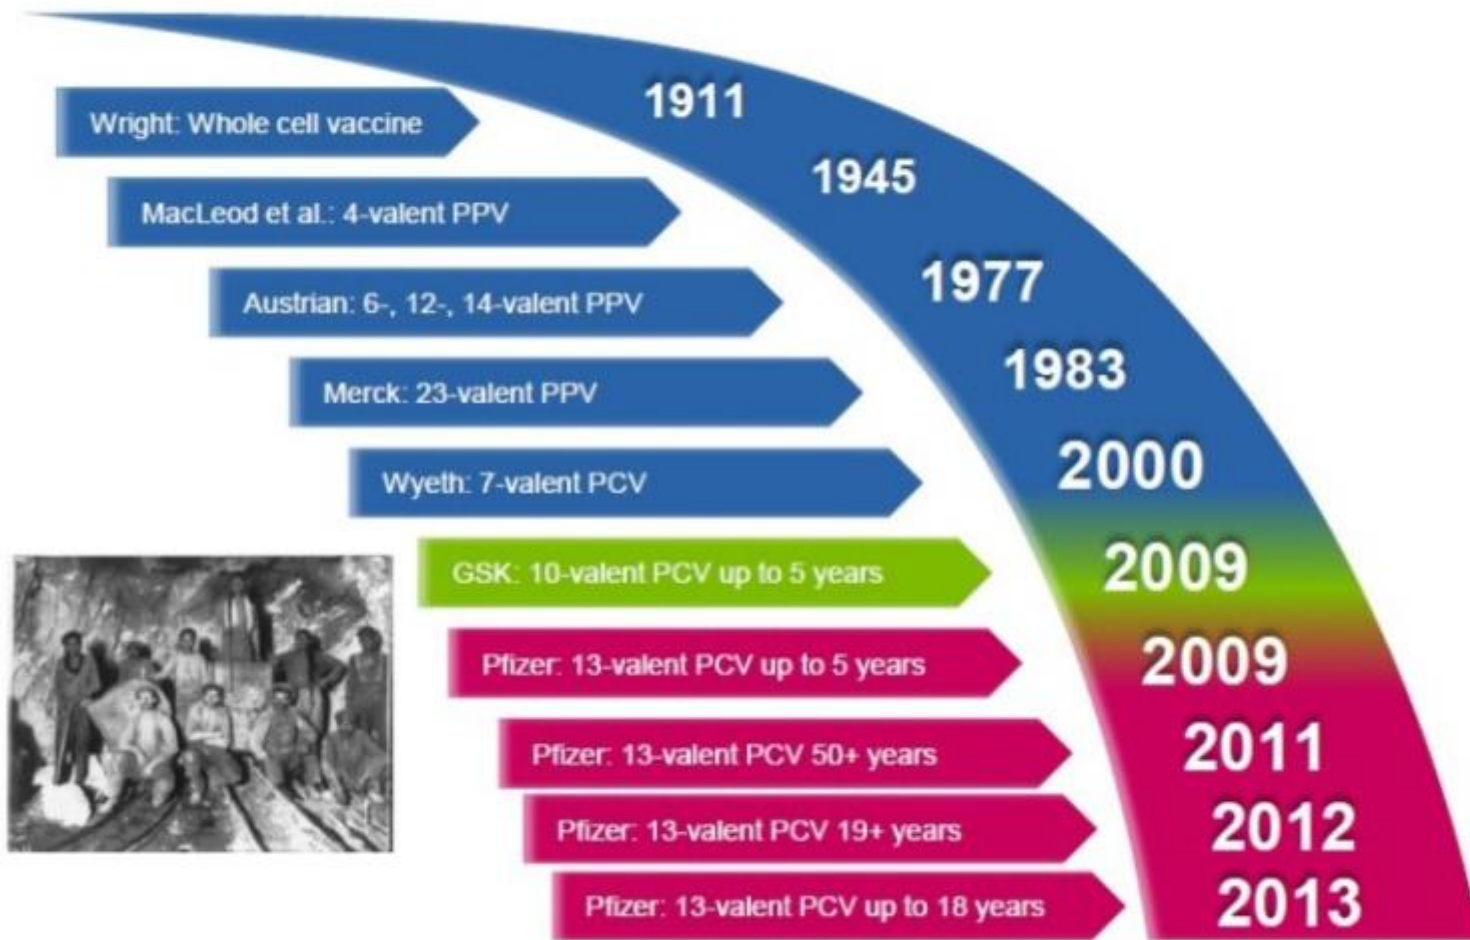 Wright: Whole cell vaccine
1911
MacLeod et al.: 4-valent PPV
1945
Austrian: 6-, 12-, 14-valent PPV
1977
Merck: 23-valent PPV
1983
Wyeth: 7-valent PCV
2000
GSK: 10-valent PCV up to 5 years
2009
Pfizer: 13-valent PCV up to 5 years
2009
Pfizer: 13-valent PCV 50+ years
2011
Pfizer: 13-valent PCV 19+ years
2012
Pfizer: 13-valent PCV up to 18 years
2013